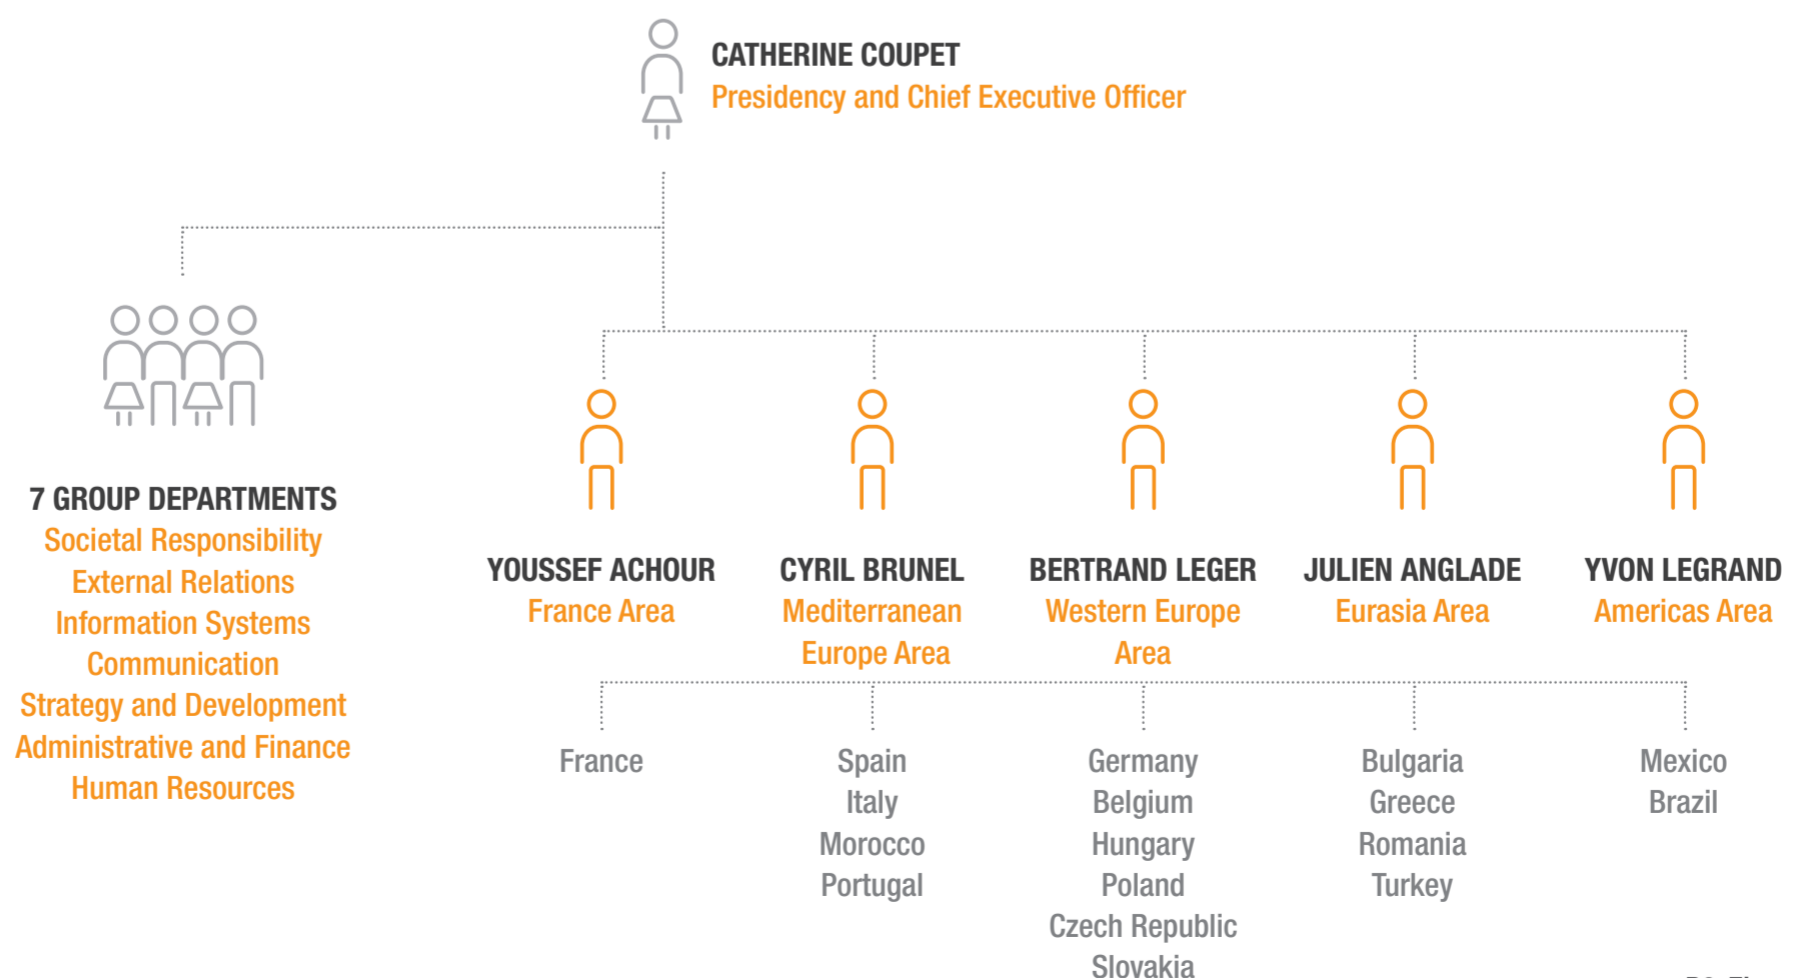 CATHERINE COUPET
Presidency and Chief Executive Officer
7 GROUP DEPARTMENTS
Societal Responsibility
External Relations
Information Systems
Communication
Strategy and Development
Administrative and Finance
Human Resources
YOUSSEF ACHOUR
France Area
CYRIL BRUNEL
Mediterranean
Europe Area
BERTRAND LEGER
Western Europe
Area
JULIEN ANGLADE
Eurasia Area
YVON LEGRAND
Americas Area
France
Spain
Italy
Morocco
Portugal
Germany
Belgium
Hungary
Poland
Czech Republic
Slovakia
Bulgaria
Greece
Romania
Turkey
Mexico
Brazil